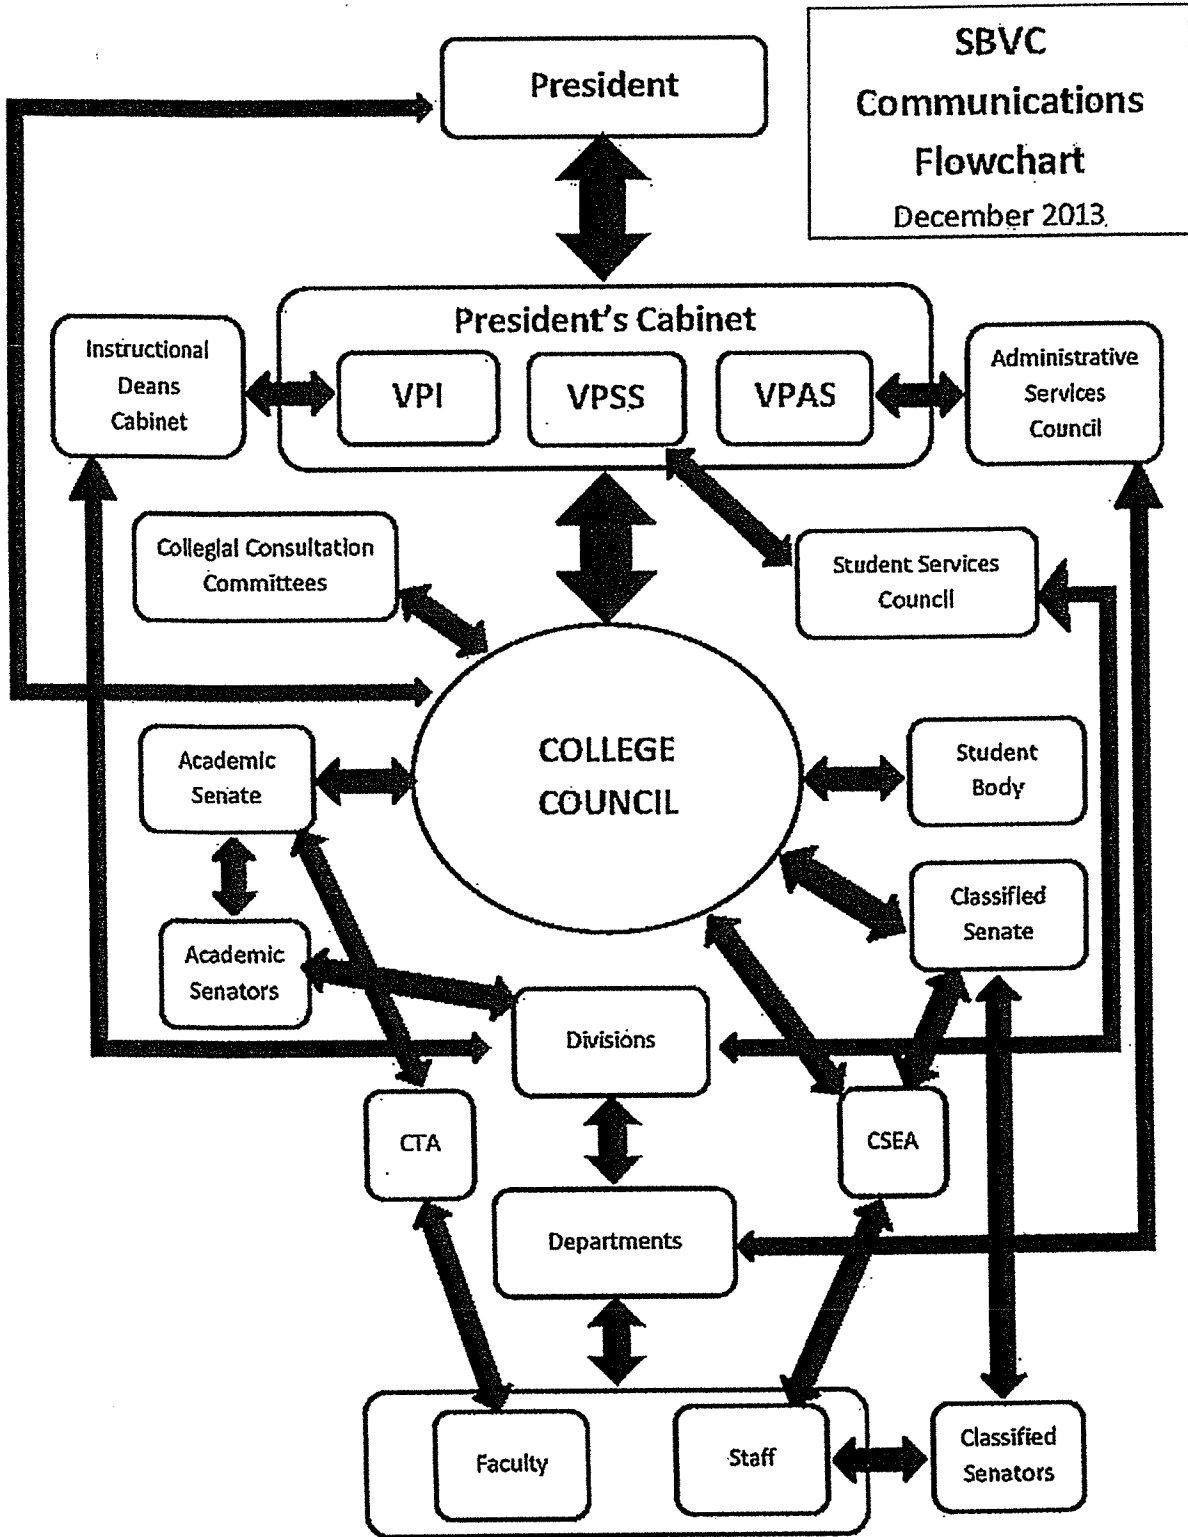 SBVC
Communications
Flowchart
December 2013
President
President's Cabinet
Instructional
Deans
Cabinet
VPI
VPSS
VPAS
Administrative
Services
Council
Collegial Consultation
Committees
Student Services
Council
COLLEGE
COUNCIL
Academic
Senate
Student
Body
Classified
Senate
Academic
Senators
Divisions
CTA
CSEA
Departments
Faculty
Staff
Classified
Senators